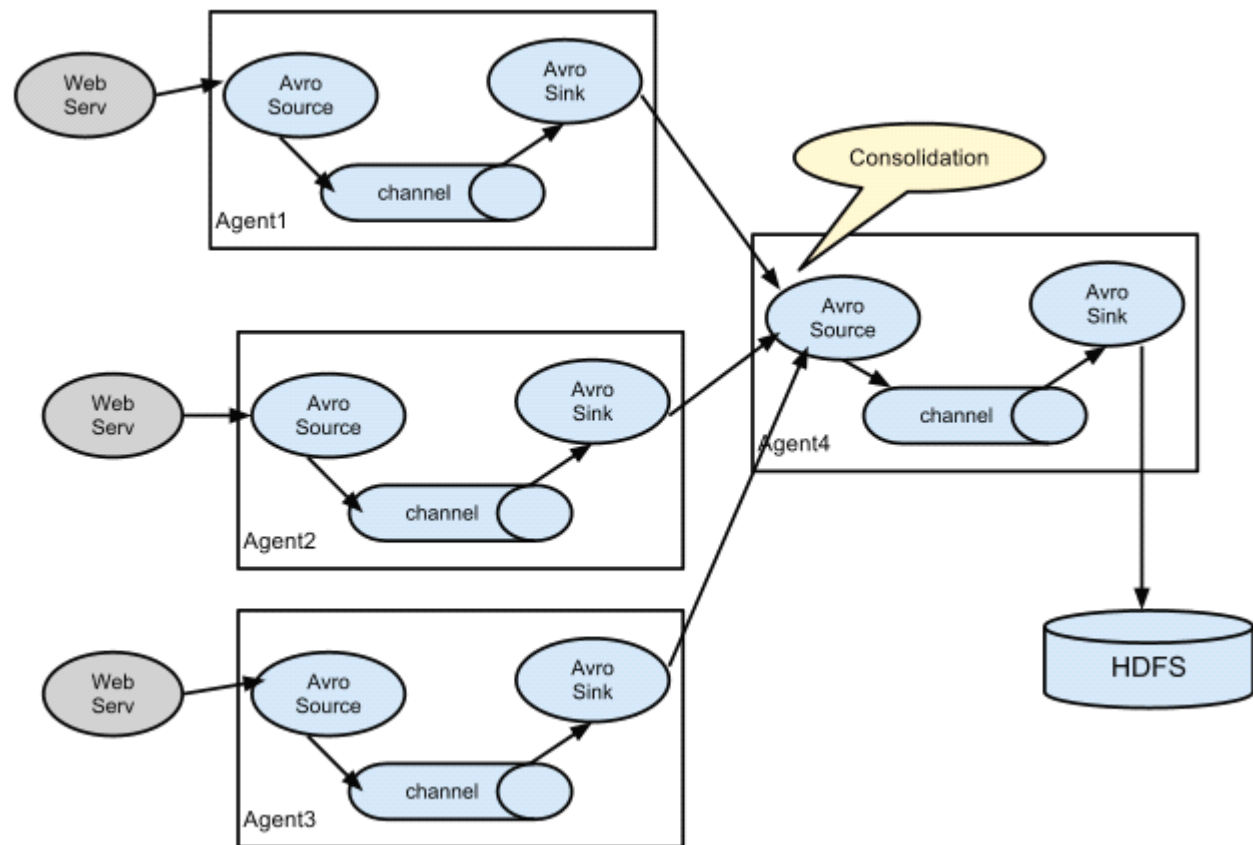 Web
Serv
Avro
Source
Avro
Sink
channel
Agent1
Consolidation
Web
Serv
Avro
Source
Avro
Sink
channel
Agent2
Avro
Source
Avro
Sink
channel
Agent4
Web
Serv
Avro
Source
Avro
Sink
channel
Agent3
HDFS